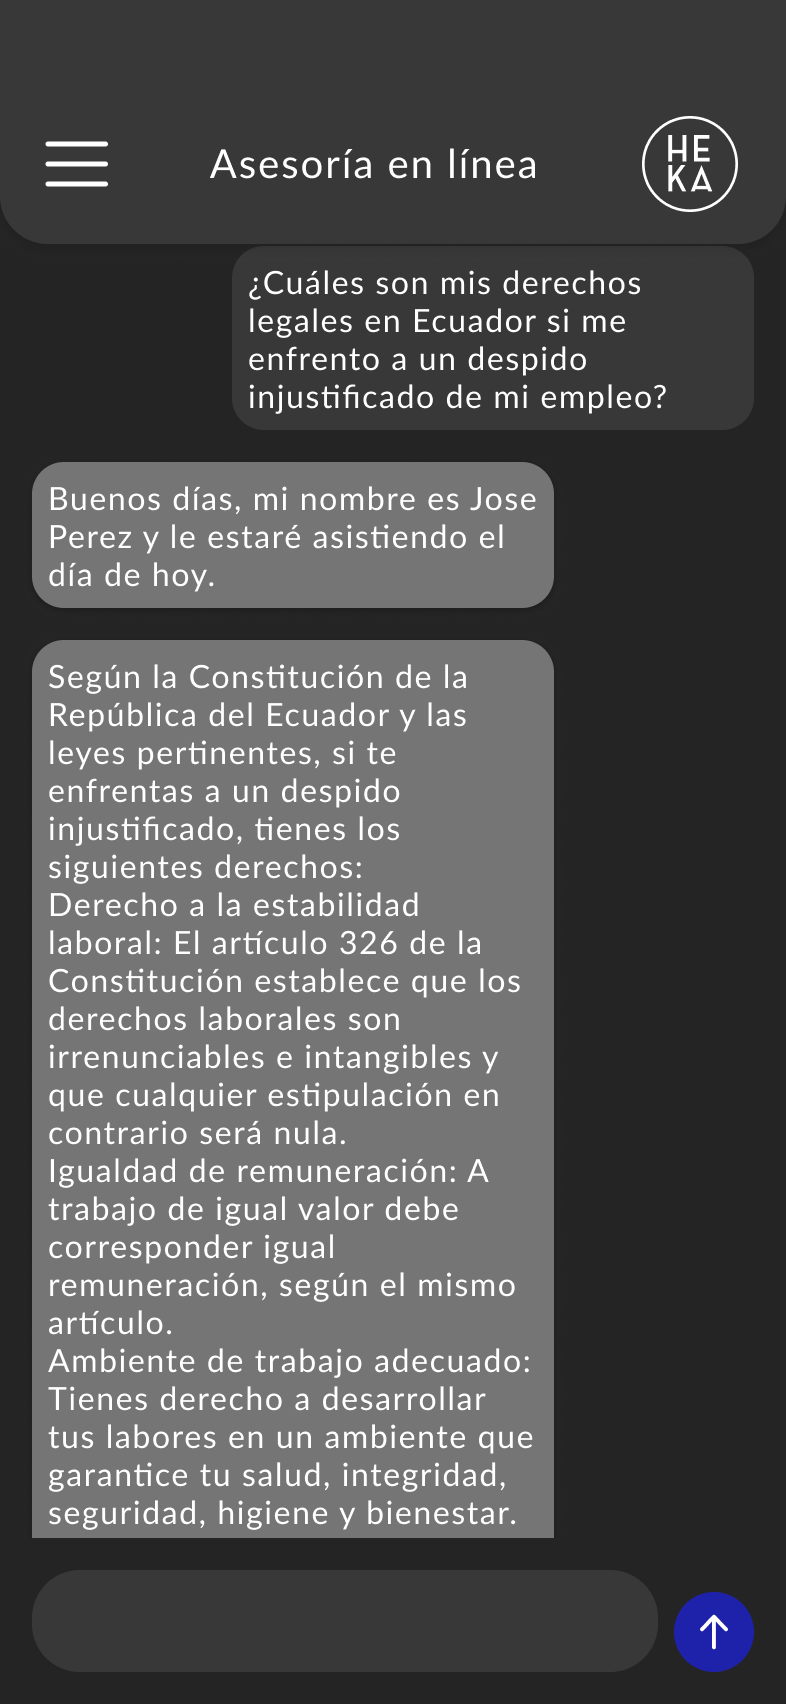 Asesoría en línea
HE
KA
¿Cuáles son mis derechos
legales en Ecuador si me
enfrento a un despido
injustificado de mi empleo?
Buenos días, mi nombre es Jose
Perez y le estaré asistiendo el
día de hoy.
Según la Constitución de la
República del Ecuador y las
leyes pertinentes, si te
enfrentas a un despido
injustificado, tienes los
siguientes derechos:
Derecho a la estabilidad
laboral: El artículo 326 de la
Constitución establece que los
derechos laborales son
irrenunciables e intangibles y
que cualquier estipulación en
contrario será nula.
Igualdad de remuneración: A
trabajo de igual valor debe
corresponder igual
remuneración, según el mismo
artículo.
Ambiente de trabajo adecuado:
Tienes derecho a desarrollar
tus labores en un ambiente que
garantice tu salud, integridad,
seguridad, higiene y bienestar.